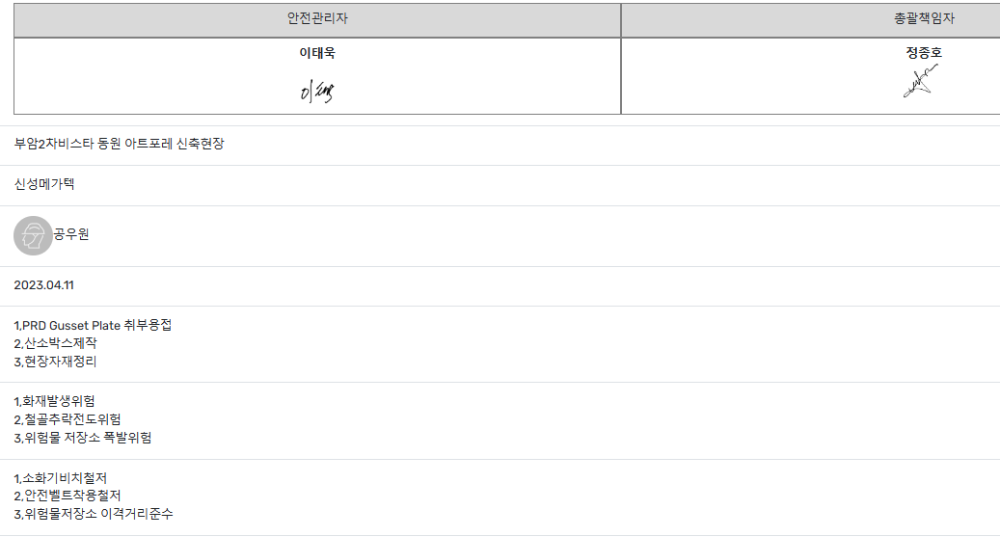 안전관리자 총괄책임자
이태욱 정종호
부암2차비스타 동원 아트포레 신축현장
신성메가텍
공우원
2023.04.11
1,PRD Gusset Plate 취부용접
2,산소박스제작
3,현장자재정리
1,화재발생위험
2,철골추락전도위험
3,위험물 저장소 폭발위험
1,소화기비치철저
2,안전벨트착용철저
3,위험물저장소 이격거리준수